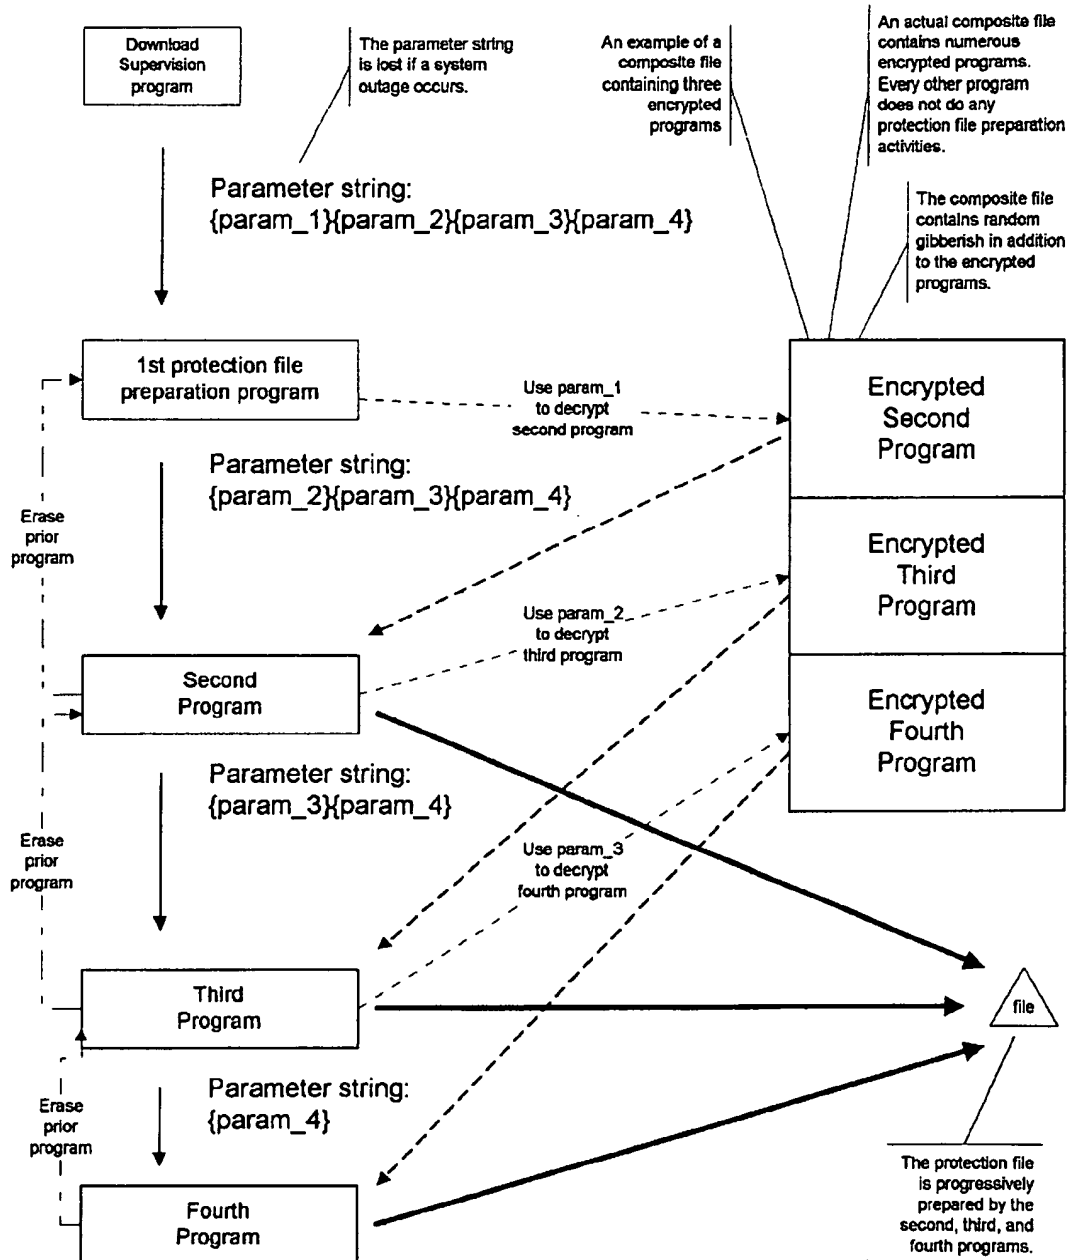 Download
Supervision
program
The parameter string
is lost if a system
outage occurs.
An example of a
composite file
containing three
encrypted
programs
An actual composite file
contains numerous
encrypted programs.
Every other program
does not do any
protection file preparation
activities.
The composite file
contains random
gibberish in addition
to the encrypted
programs.
Parameter string:
{param_1}{param_2}{param_3}{param_4}
1st protection file
preparation program
Use param_1
to decrypt
second program
Encrypted
Second
Program
Parameter string:
{param_2}{param_3}{param_4}
Erase
prior
program
Encrypted
Third
Program
Use param_2
to decrypt
third program
Second
Program
Encrypted
Fourth
Program
Parameter string:
{param_3}{param_4}
Erase
prior
program
Use param_3
to decrypt
fourth program
Third
Program
file
Parameter string:
{param_4}
Erase
prior
program
Fourth
Program
The protection file
is progressively
prepared by the
second, third, and
fourth programs.